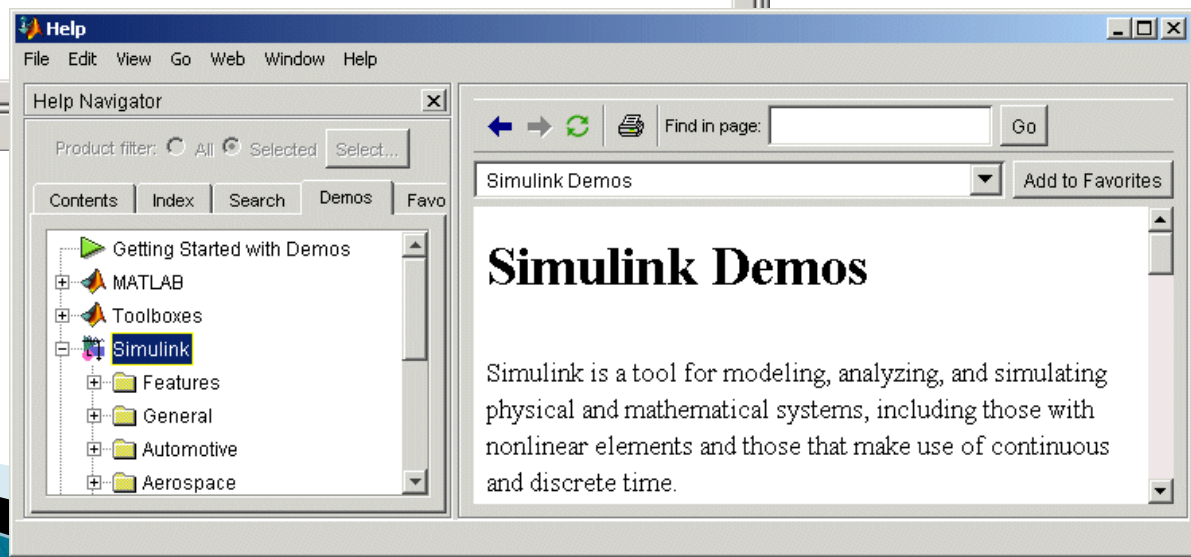 Help
File Edit View Go Web Window Help
Help Navigator
Product filter: All Selected Select...
Contents Index Search Demos Favo
Getting Started with Demos
MATLAB
Toolboxes
Simulink
Features
General
Automotive
Aerospace
Find in page: Go
Simulink Demos Add to Favorites
Simulink Demos
Simulink is a tool for modeling, analyzing, and simulating
physical and mathematical systems, including those with
nonlinear elements and those that make use of continuous
and discrete time.